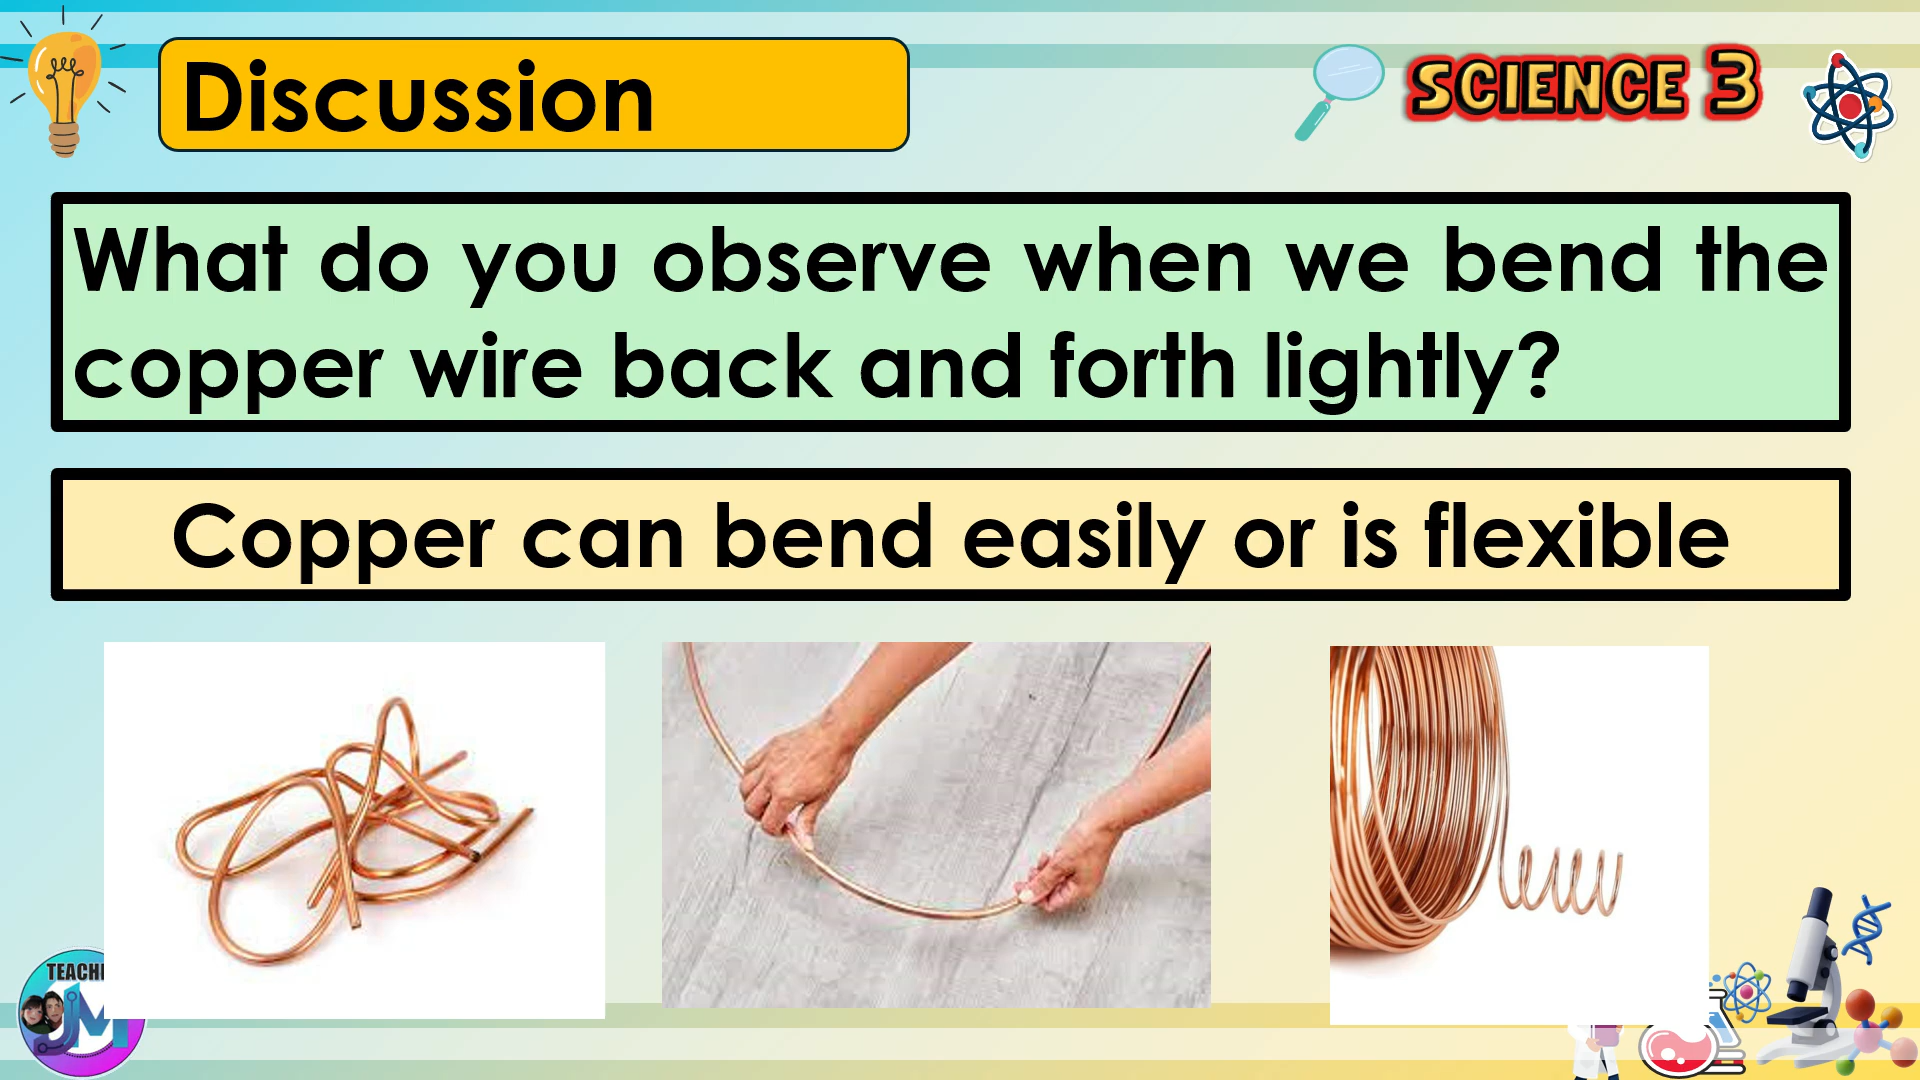 Discussion
SCIENCE 3
What do you observe when we bend the
copper wire back and forth lightly?
Copper can bend easily or is flexible
JM